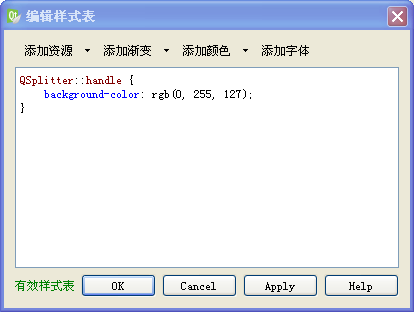 编辑样式表
添加资源 添加渐变 添加颜色 添加字体
QSplitter::handle {
    background-color: rgb(0, 255, 127);
}
有效样式表 OK Cancel Apply Help